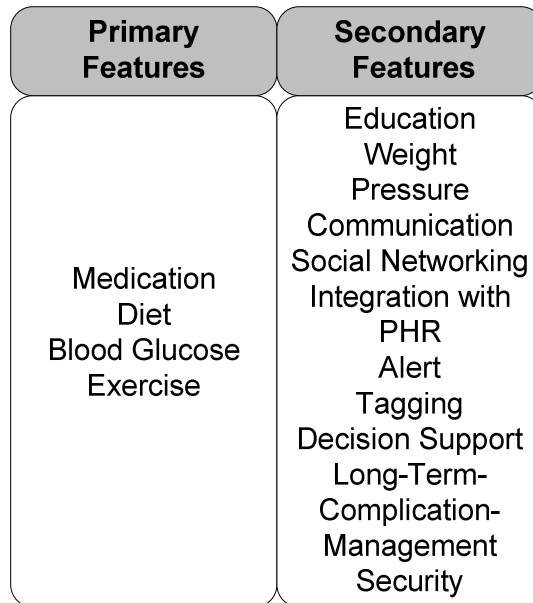 Primary
Features
Secondary
Features
Medication
Diet
Blood Glucose
Exercise
Education
Weight
Pressure
Communication
Social Networking
Integration with
PHR
Alert
Tagging
Decision Support
Long-Term-
Complication-
Management
Security